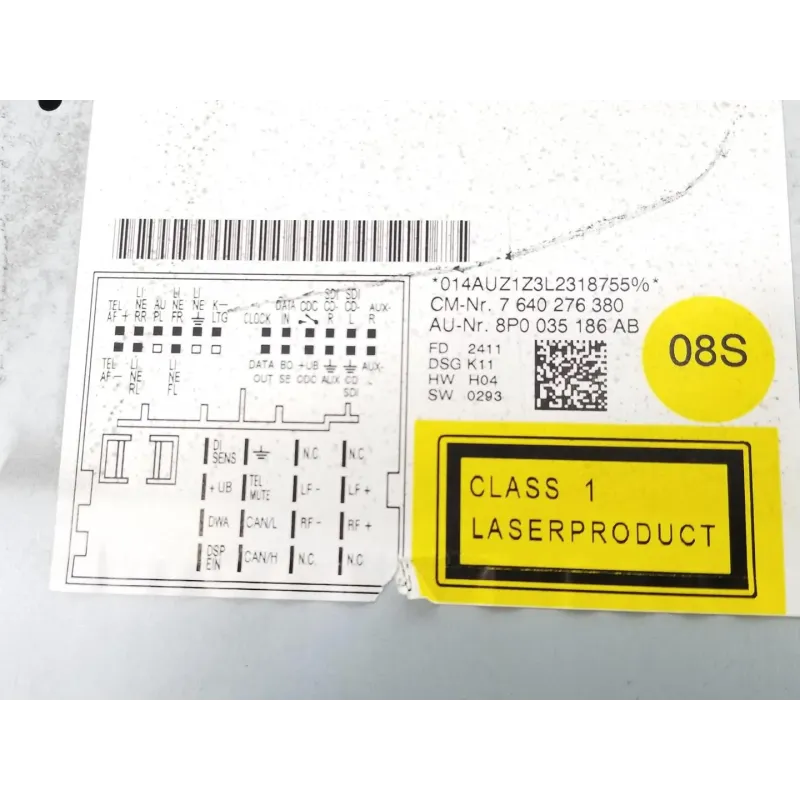 *014AUZ1Z3L2318755%*
CM-Nr. 7 640 276 380
AU-Nr. 8P0 035 186 AB
FD 2411
DSG K11
HW H04
SW 0293
08S
TEL AF + LI NE RR AU PL LI NE FR LI NE K- LTG CLOCK DATA IN CDC SDI CD- R SDI CD- L AUX- R
TEL AF - LI NE RL LI NE FL DATA OUT BO SE +UB CDC AUX CD SDI AUX- L
DI SENS N.C. N.C.
+UB TEL MUTE LF- LF+
DWA CAN/L RF- RF+
DSP EIN CAN/H N.C. N.C.
CLASS 1
LASERPRODUCT